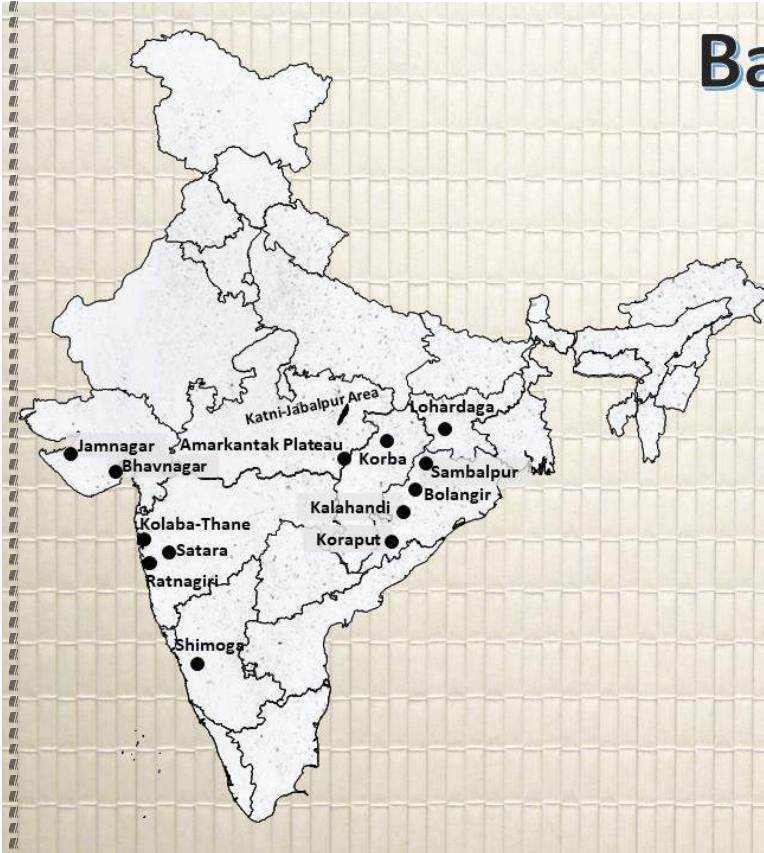 Ba
Katni-Jabalpur Area
Lohardaga
Jamnagar
Amarkantak Plateau
Korba
Bhavnagar
Sambalpur
Bolangir
Kalahandi
Kolaba-Thane
Koraput
Satara
Ratnagiri
Shimoga